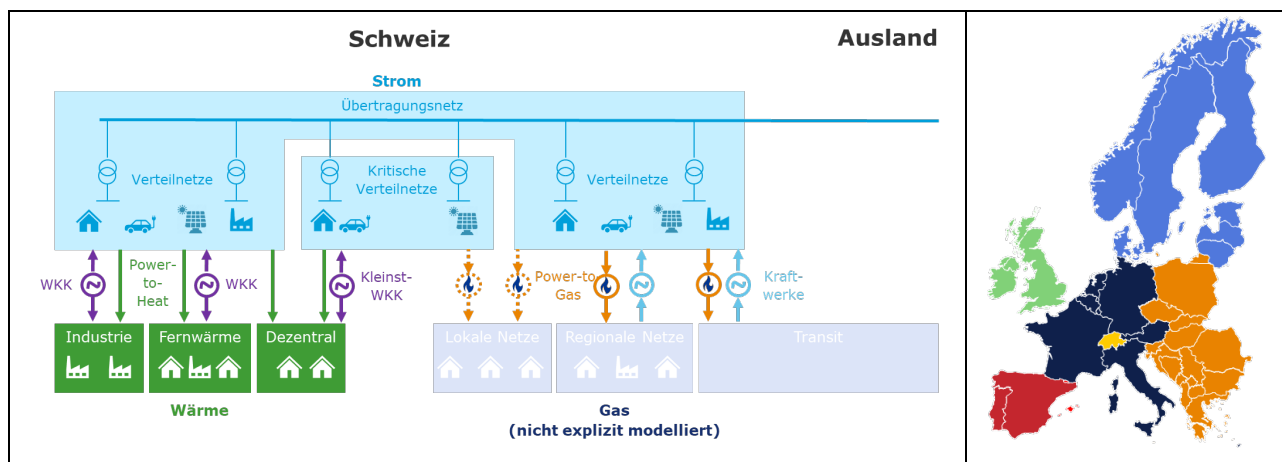 Schweiz
Ausland
Strom
Übertragungsnetz
Verteilnetze
Kritische
Verteilnetze
Verteilnetze
WKK
Power-
to-
Heat
WKK
Kleinst-
WKK
Power-to
Gas
Kraft-
werke
Industrie
Fernwärme
Dezentral
Lokale Netze
Regionale Netze
Transit
Wärme
Gas
(nicht explizit modelliert)